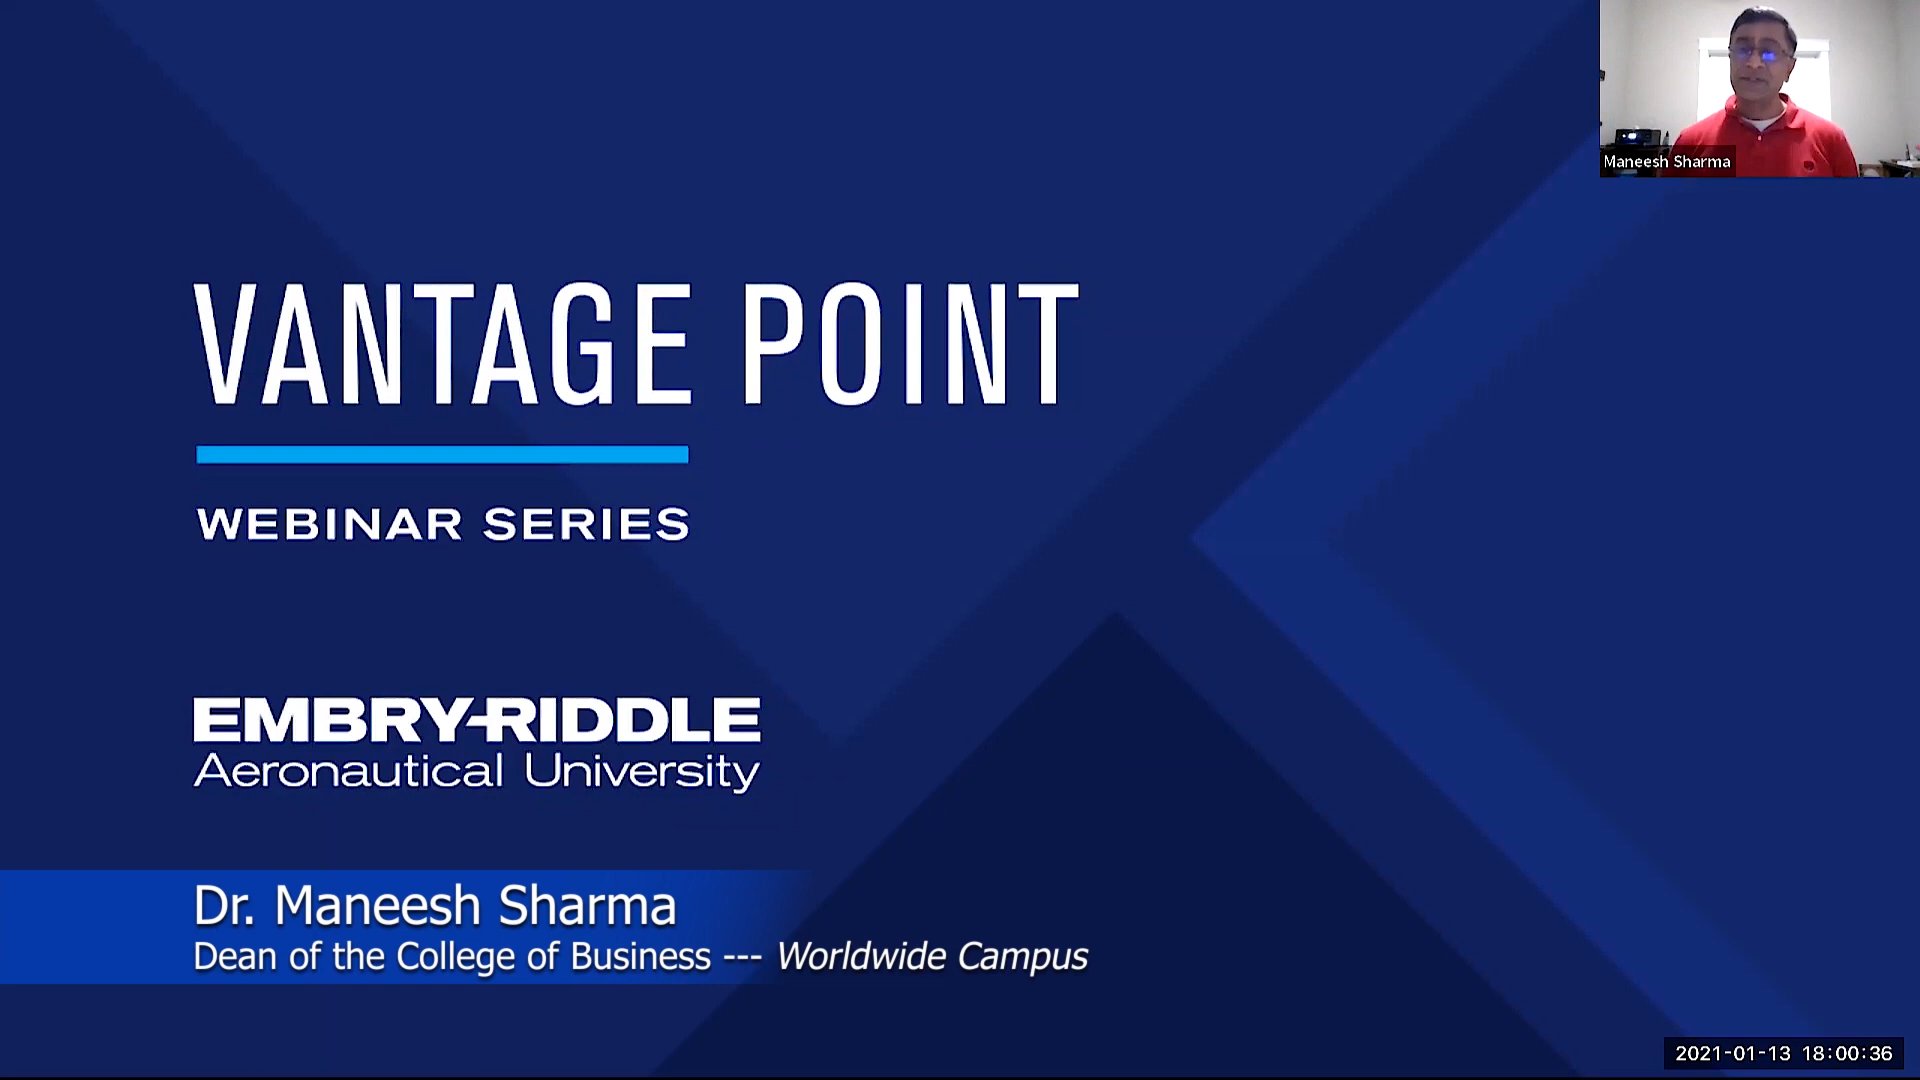 Maneesh Sharma
VANTAGE POINT
WEBINAR SERIES
EMBRY-RIDDLE
Aeronautical University
Dr. Maneesh Sharma
Dean of the College of Business --- Worldwide Campus
2021-01-13 18:00:36